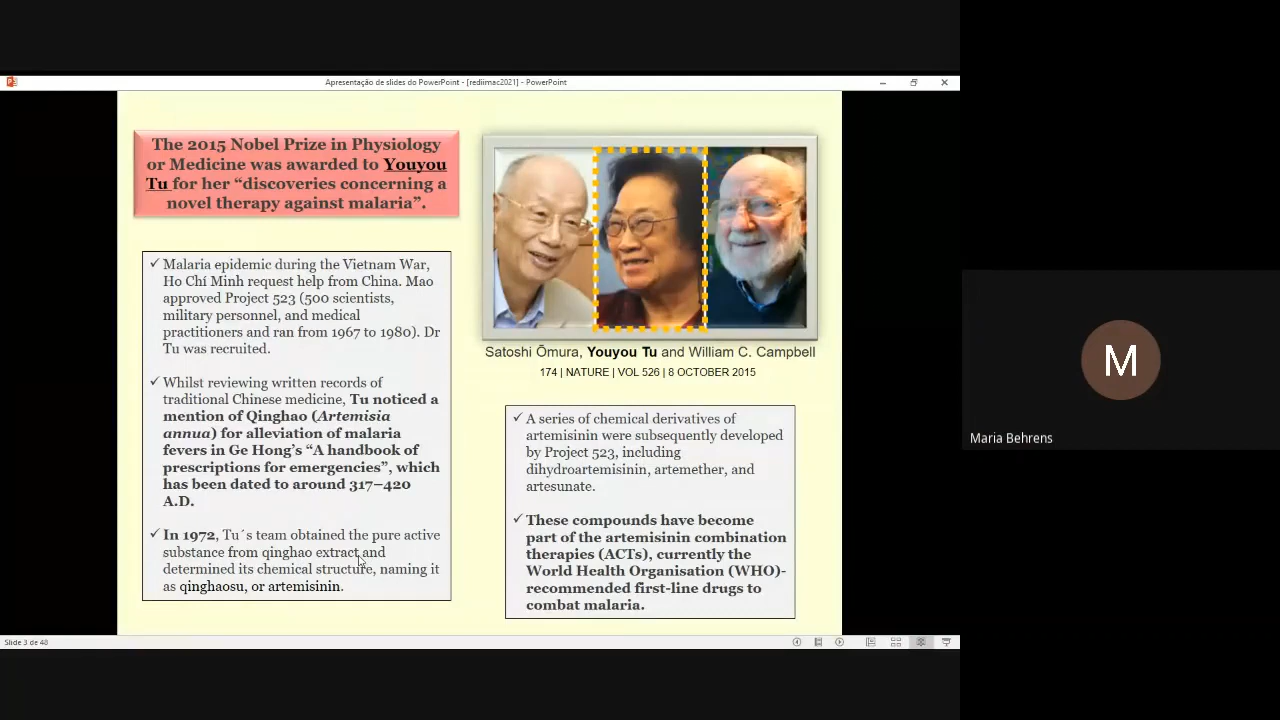 Apresentação de slides do PowerPoint - [rediimac2021] - PowerPoint
The 2015 Nobel Prize in Physiology
or Medicine was awarded to Youyou
Tu for her “discoveries concerning a
novel therapy against malaria”.
✓ Malaria epidemic during the Vietnam War,
Ho Chí Minh request help from China. Mao
approved Project 523 (500 scientists,
military personnel, and medical
practitioners and ran from 1967 to 1980). Dr
Tu was recruited.
✓ Whilst reviewing written records of
traditional Chinese medicine, Tu noticed a
mention of Qinghao (Artemisia
annua) for alleviation of malaria
fevers in Ge Hong’s “A handbook of
prescriptions for emergencies”, which
has been dated to around 317–420
A.D.
✓ In 1972, Tu´s team obtained the pure active
substance from qinghao extract and
determined its chemical structure, naming it
as qinghaosu, or artemisinin.
Satoshi Ōmura, Youyou Tu and William C. Campbell
174 | NATURE | VOL 526 | 8 OCTOBER 2015
✓ A series of chemical derivatives of
artemisinin were subsequently developed
by Project 523, including
dihydroartemisinin, artemether, and
artesunate.
✓ These compounds have become
part of the artemisinin combination
therapies (ACTs), currently the
World Health Organisation (WHO)-
recommended first-line drugs to
combat malaria.
Slide 3 de 48
M
Maria Behrens